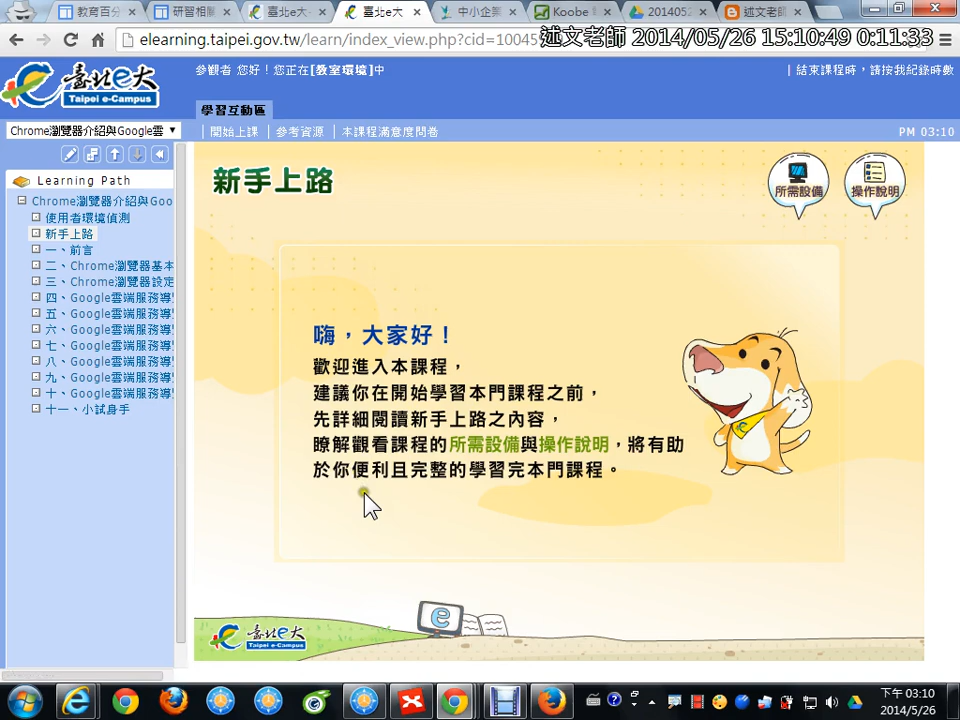 教育百分
研習相關
臺北e大
臺北e大
中小企業
Koobe
2014052
述文老師
elearning.taipei.gov.tw/learn/index_view.php?cid=10045
述文老師 2014/05/26 15:10:49 0:11:33
臺北e大
Taipei e-Campus
參觀者 您好！您正在[教室環境]中
| 結束課程時，請按我紀錄時數
學習互動區
| 開始上課 | 參考資源 | 本課程滿意度問卷
PM 03:10
Chrome瀏覽器介紹與Google雲
Learning Path
Chrome瀏覽器介紹與Goo
使用者環境偵測
新手上路
一、前言
二、Chrome瀏覽器基本
三、Chrome瀏覽器設定
四、Google雲端服務導
五、Google雲端服務導
六、Google雲端服務導
七、Google雲端服務導
八、Google雲端服務導
九、Google雲端服務導
十、Google雲端服務導
十一、小試身手
新手上路
所需設備
操作說明
嗨，大家好！
歡迎進入本課程，
建議你在開始學習本門課程之前，
先詳細閱讀新手上路之內容，
瞭解觀看課程的所需設備與操作說明，將有助
於你便利且完整的學習完本門課程。
e
臺北e大
Taipei e-Campus
下午 03:10
2014/5/26